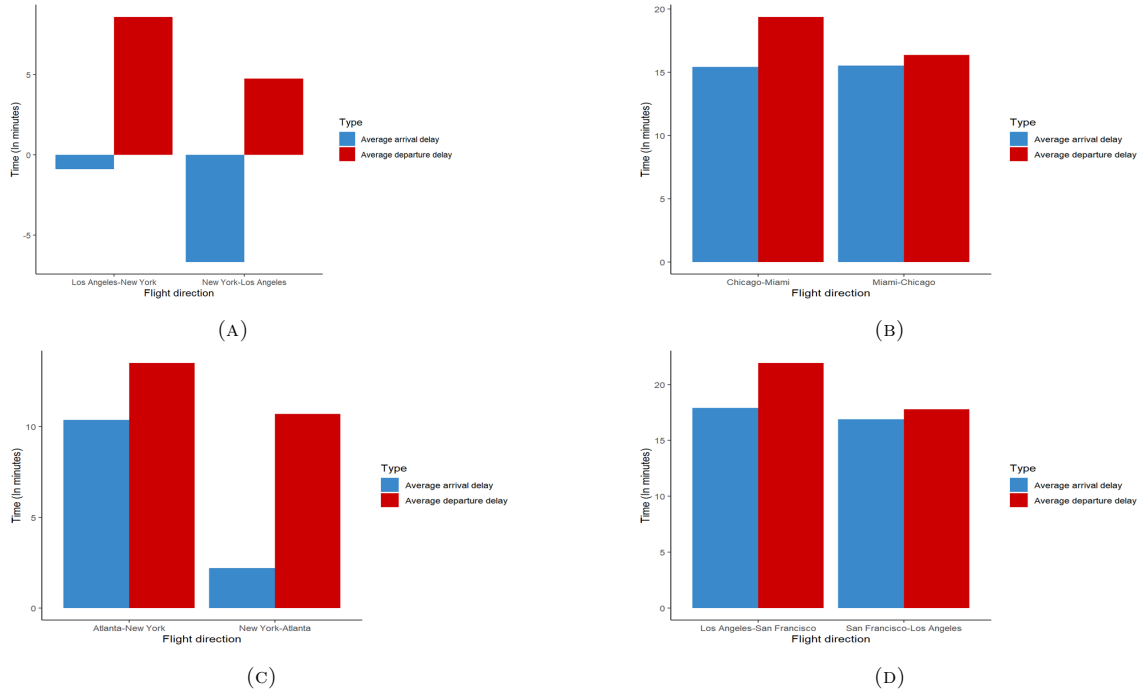 Time (In minutes)
5
0
-5
Los Angeles-New York
New York-Los Angeles
Flight direction
Type
Average arrival delay
Average departure delay
(A)
Time (In minutes)
20
15
10
5
0
Chicago-Miami
Miami-Chicago
Flight direction
Type
Average arrival delay
Average departure delay
(B)
Time (In minutes)
10
5
0
Atlanta-New York
New York-Atlanta
Flight direction
Type
Average arrival delay
Average departure delay
(C)
Time (In minutes)
20
15
10
5
0
Los Angeles-San Francisco
San Francisco-Los Angeles
Flight direction
Type
Average arrival delay
Average departure delay
(D)